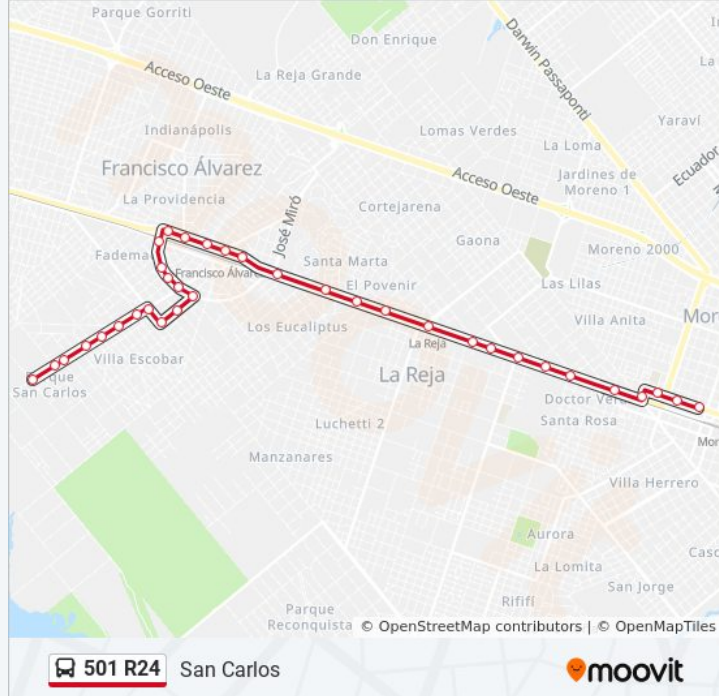 Parque Gorriti
Don Enrique
Darwin Passaponti
Acceso Oeste
La Reja Grande
Yaraví
Indianápolis
Lomas Verdes
La Loma
Francisco Álvarez
Acceso Oeste
Jardines de
Moreno 1
Ecuador
La Providencia
Cortejarena
José Miró
Gaona
Moreno 2000
Fadema
Santa Marta
Francisco Álvarez
El Povenir
Las Lilas
Los Eucaliptus
Villa Anita
La Reja
Villa Escobar
La Reja
San Carlos
Luchetti 2
Santa Rosa
Manzanares
Villa Herrero
Aurora
La Lomita
San Jorge
Rififí
Parque
Reconquista
© OpenStreetMap contributors | © OpenMapTiles
501 R24 San Carlos
moovit